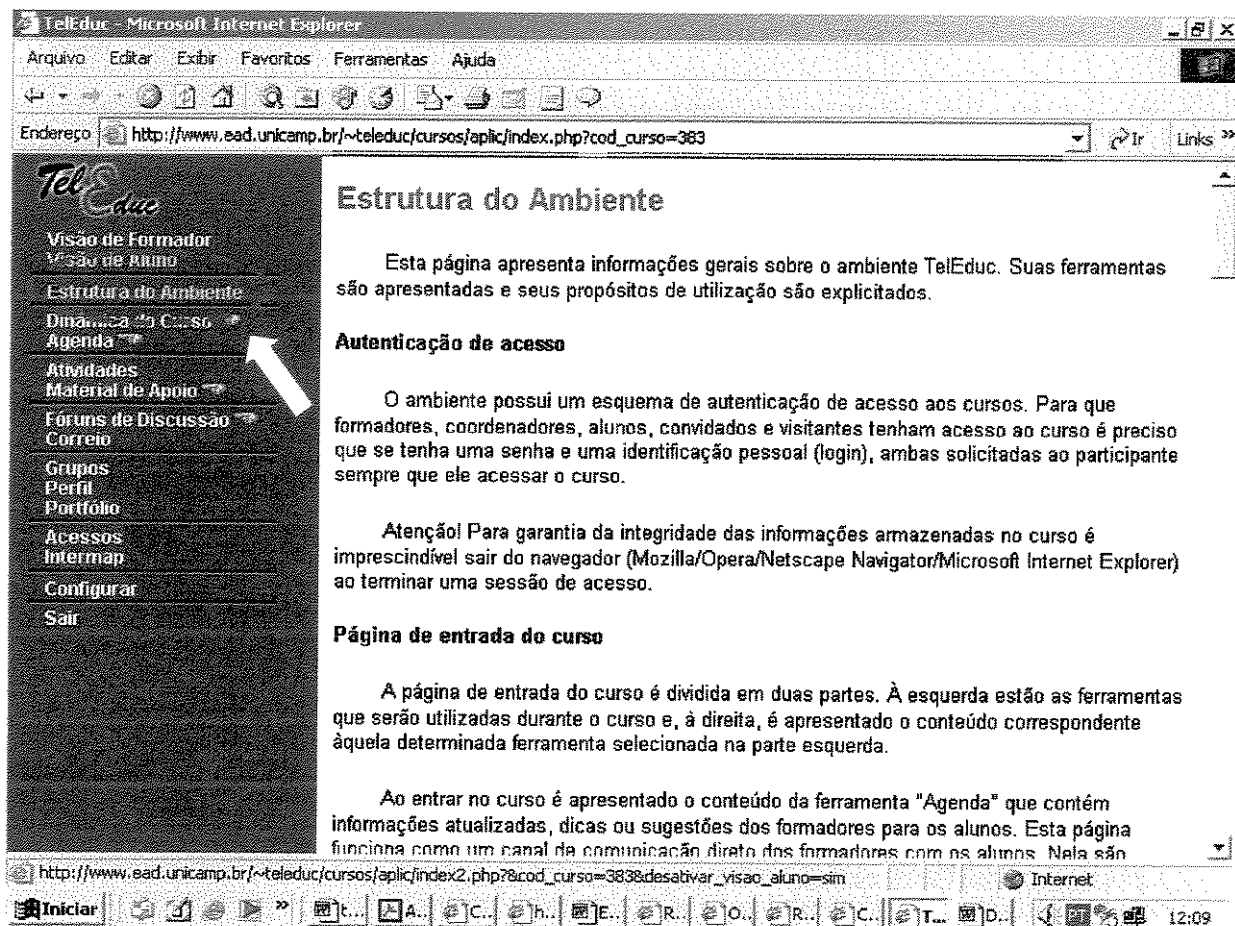 TelEduc - Microsoft Internet Explorer
Arquivo Editar Exibir Favoritos Ferramentas Ajuda
Endereço http://www.ead.unicamp.br/~teleduc/cursos/aplic/index.php?cod_curso=383 Ir Links »
TelEduc
Visão de Formador
Visão de Aluno
Estrutura do Ambiente
Dinâmica do Curso
Agenda
Atividades
Material de Apoio
Fóruns de Discussão
Correio
Grupos
Perfil
Portfólio
Acessos
Intermap
Configurar
Sair
Estrutura do Ambiente
Esta página apresenta informações gerais sobre o ambiente TelEduc. Suas ferramentas
são apresentadas e seus propósitos de utilização são explicitados.
Autenticação de acesso
O ambiente possui um esquema de autenticação de acesso aos cursos. Para que
formadores, coordenadores, alunos, convidados e visitantes tenham acesso ao curso é preciso
que se tenha uma senha e uma identificação pessoal (login), ambas solicitadas ao participante
sempre que ele acessar o curso.
Atenção! Para garantia da integridade das informações armazenadas no curso é
imprescindível sair do navegador (Mozilla/Opera/Netscape Navigator/Microsoft Internet Explorer)
ao terminar uma sessão de acesso.
Página de entrada do curso
A página de entrada do curso é dividida em duas partes. À esquerda estão as ferramentas
que serão utilizadas durante o curso e, à direita, é apresentado o conteúdo correspondente
àquela determinada ferramenta selecionada na parte esquerda.
Ao entrar no curso é apresentado o conteúdo da ferramenta "Agenda" que contém
informações atualizadas, dicas ou sugestões dos formadores para os alunos. Esta página
funciona como um canal de comunicação direto dos formadores com os alunos. Nela são
http://www.ead.unicamp.br/~teleduc/cursos/aplic/index2.php?&cod_curso=383&desativar_visao_aluno=sim Internet
Iniciar » t... A.. C.. h.. E.. R.. O.. R.. C.. T... D.. 12:09